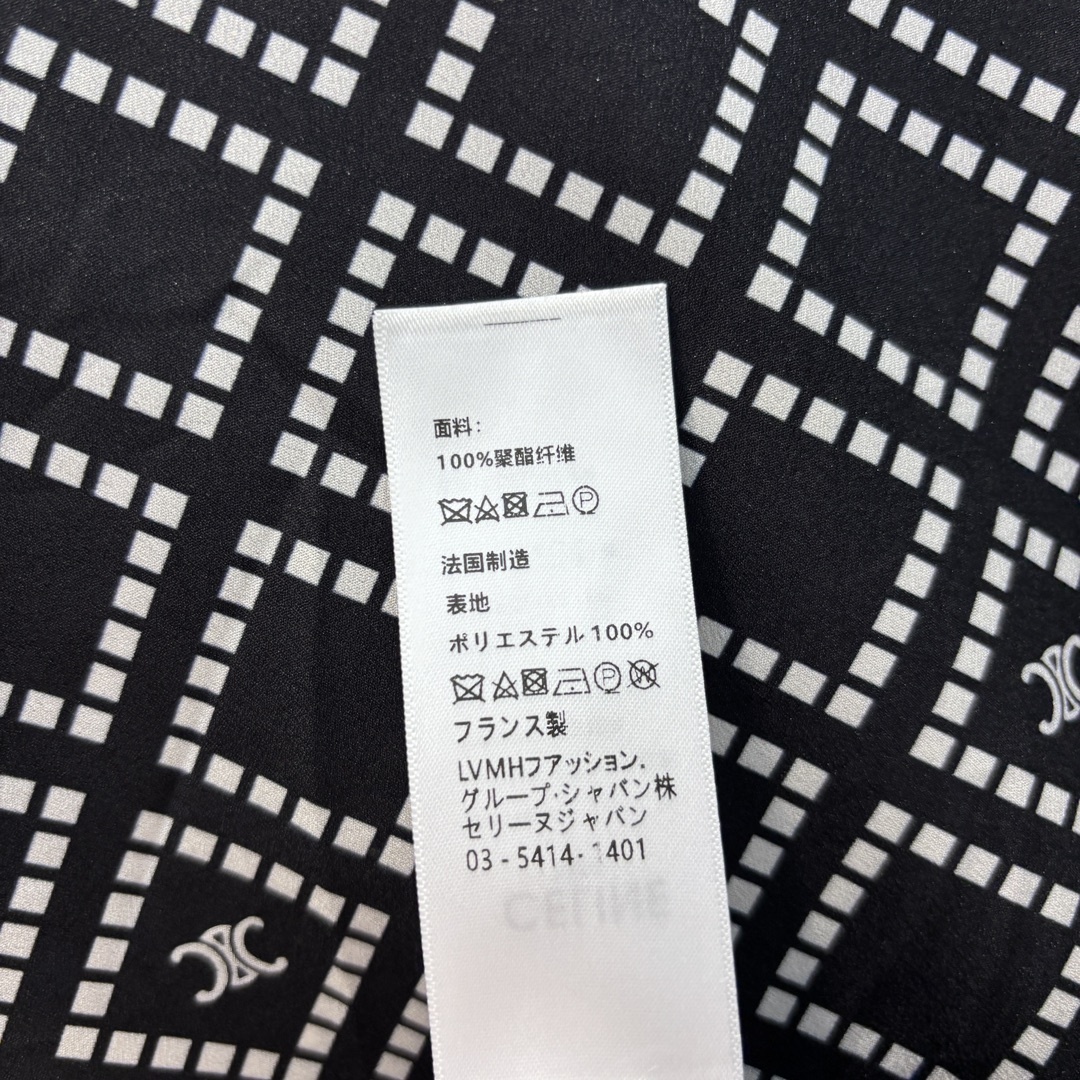 面料:
100%聚酯纤维
法国制造
表地
ポリエステル100%
フランス製
LVMHフアッション.
グループ·シャバン株
セリーヌジャパン
03-5414-1401
CELINE